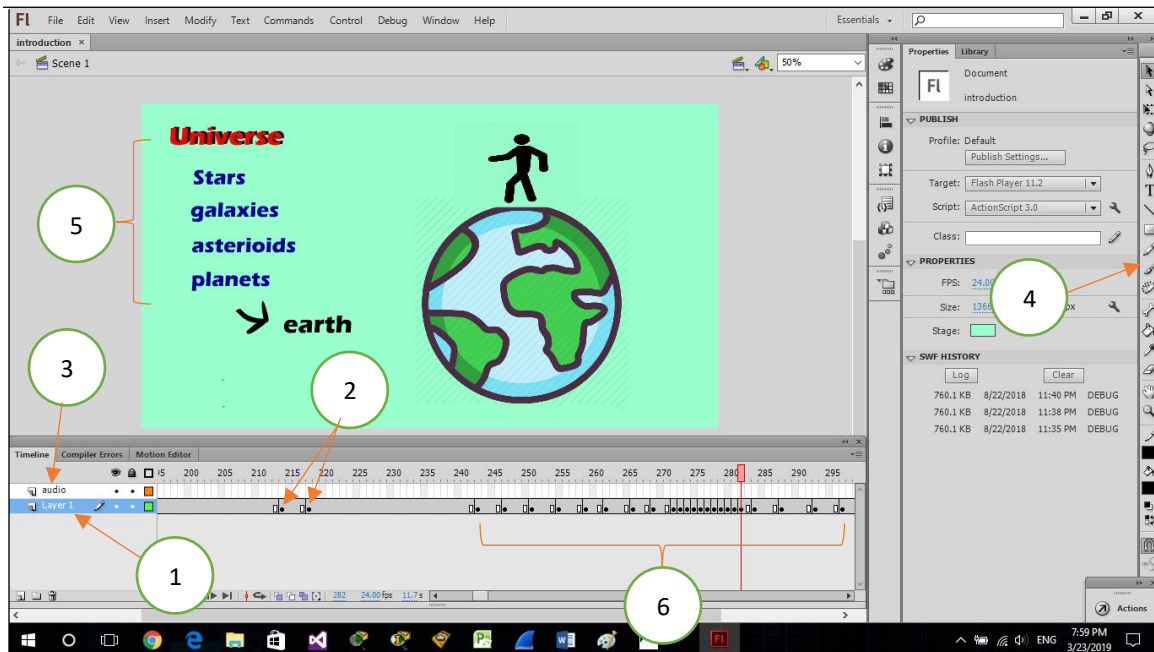 Fl File Edit View Insert Modify Text Commands Control Debug Window Help Essentials
introduction ×
Scene 1 50%
Universe
Stars
galaxies
asterioids
planets
earth
5
3
2
4
1
6
Properties Library
Fl Document
introduction
PUBLISH
Profile: Default
Publish Settings...
Target: Flash Player 11.2
Script: ActionScript 3.0
Class:
PROPERTIES
FPS: 24.00
Size: 1366
Stage:
SWF HISTORY
Log Clear
760.1 KB 8/22/2018 11:40 PM DEBUG
760.1 KB 8/22/2018 11:38 PM DEBUG
760.1 KB 8/22/2018 11:35 PM DEBUG
Timeline Compiler Errors Motion Editor
200 205 210 215 220 225 230 235 240 245 250 255 260 265 270 275 280 285 290 295
audio
Layer 1
282 24.00 fps 11.7 s
Actions
ENG 7:59 PM
3/23/2019